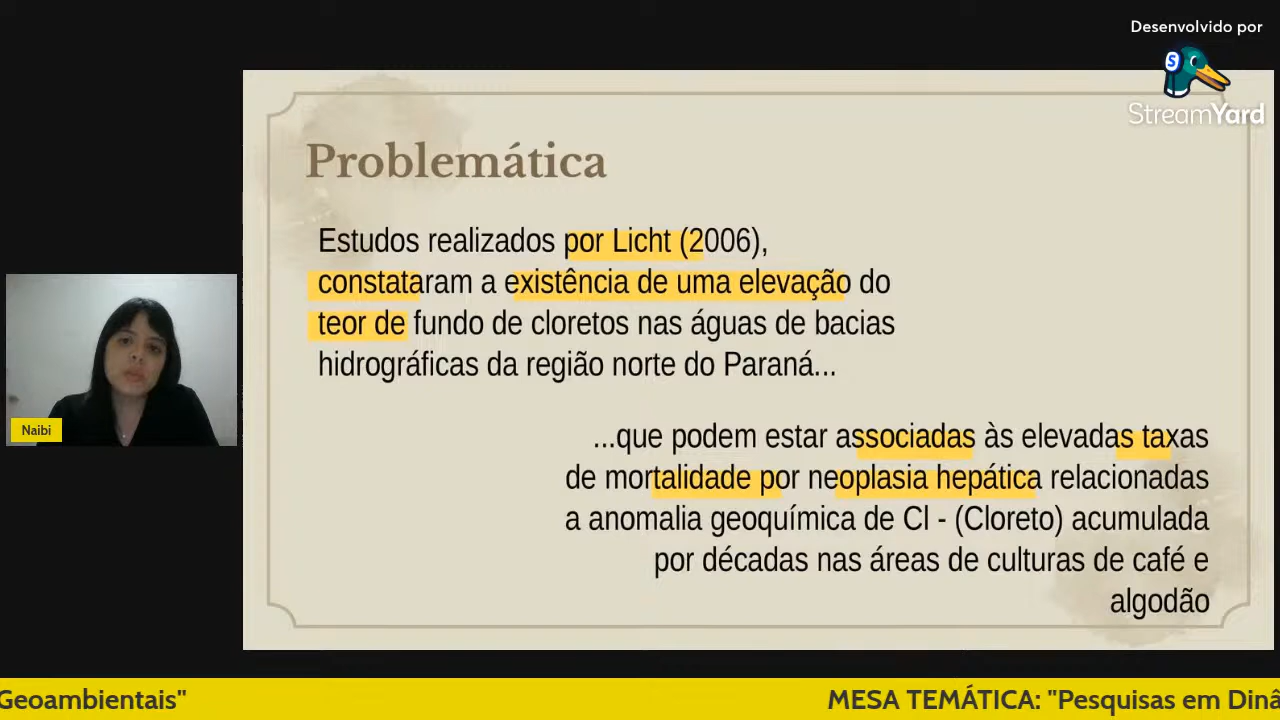 Desenvolvido por
StreamYard
Problemática
Estudos realizados por Licht (2006),
constataram a existência de uma elevação do
teor de fundo de cloretos nas águas de bacias
hidrográficas da região norte do Paraná...
...que podem estar associadas às elevadas taxas
de mortalidade por neoplasia hepática relacionadas
a anomalia geoquímica de Cl - (Cloreto) acumulada
por décadas nas áreas de culturas de café e
algodão
Naibi
Geoambientais" MESA TEMÁTICA: "Pesquisas em Dinâ